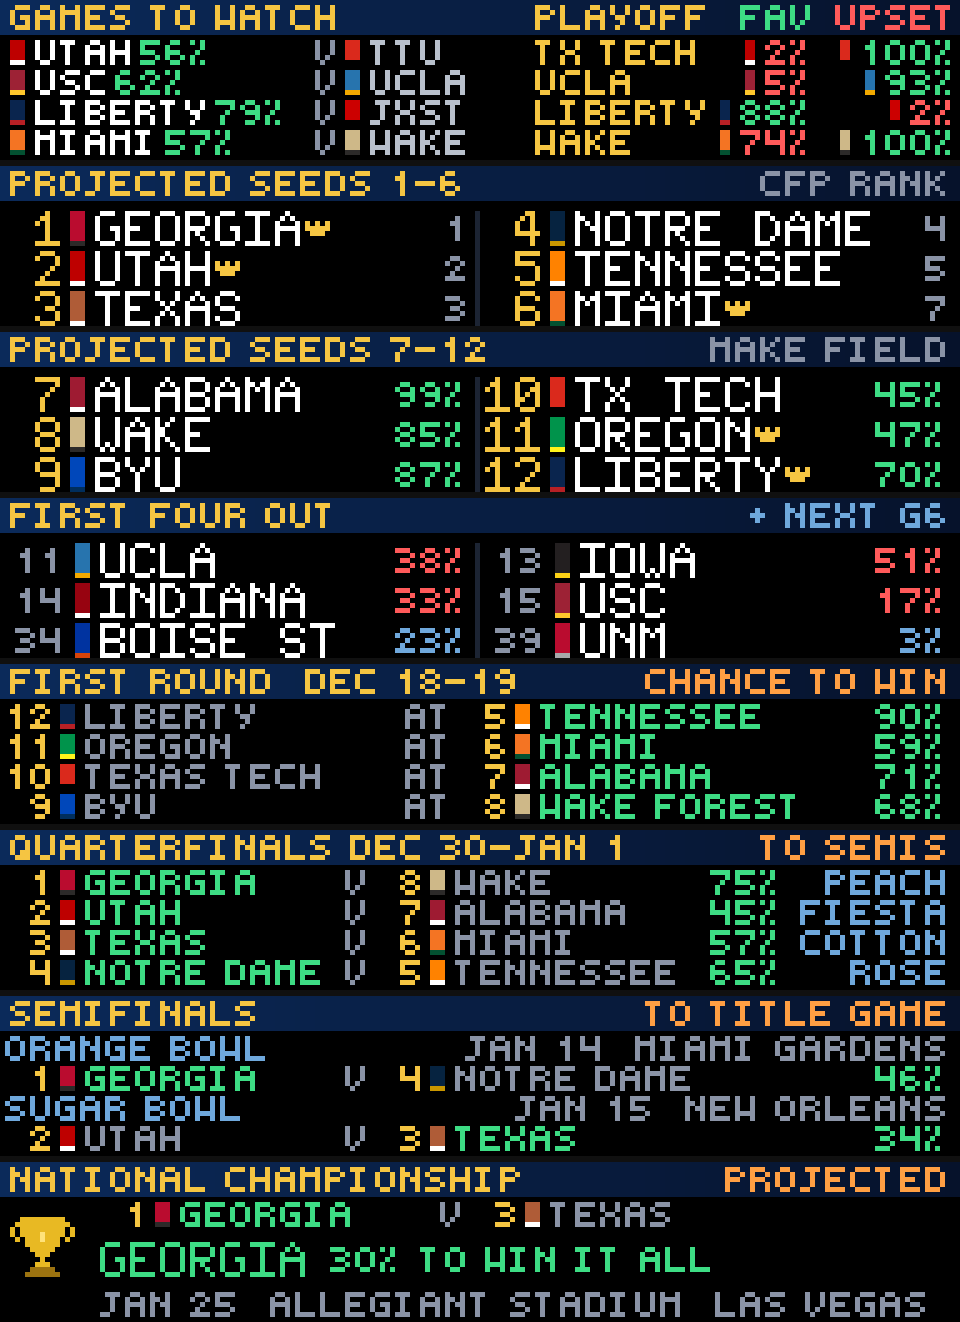 GAMES TO WATCH PLAYOFF FAV UPSET
UTAH 56% V TTU TX TECH 2% 100%
USC 62% V UCLA UCLA 5% 93%
LIBERTY 79% V JXST LIBERTY 88% 2%
MIAMI 57% V WAKE WAKE 74% 100%
PROJECTED SEEDS 1-6 CFP RANK
1 GEORGIA 1 4 NOTRE DAME 4
2 UTAH 2 5 TENNESSEE 5
3 TEXAS 3 6 MIAMI 7
PROJECTED SEEDS 7-12 MAKE FIELD
7 ALABAMA 99% 10 TX TECH 45%
8 WAKE 85% 11 OREGON 47%
9 BYU 87% 12 LIBERTY 70%
FIRST FOUR OUT + NEXT G6
11 UCLA 38% 13 IOWA 51%
14 INDIANA 33% 15 USC 17%
34 BOISE ST 23% 39 UNM 3%
FIRST ROUND DEC 18-19 CHANCE TO WIN
12 LIBERTY AT 5 TENNESSEE 90%
11 OREGON AT 6 MIAMI 59%
10 TEXAS TECH AT 7 ALABAMA 71%
9 BYU AT 8 WAKE FOREST 68%
QUARTERFINALS DEC 30-JAN 1 TO SEMIS
1 GEORGIA V 8 WAKE 75% PEACH
2 UTAH V 7 ALABAMA 45% FIESTA
3 TEXAS V 6 MIAMI 57% COTTON
4 NOTRE DAME V 5 TENNESSEE 65% ROSE
SEMIFINALS TO TITLE GAME
ORANGE BOWL JAN 14 MIAMI GARDENS
1 GEORGIA V 4 NOTRE DAME 46%
SUGAR BOWL JAN 15 NEW ORLEANS
2 UTAH V 3 TEXAS 34%
NATIONAL CHAMPIONSHIP PROJECTED
1 GEORGIA V 3 TEXAS
GEORGIA 30% TO WIN IT ALL
JAN 25 ALLEGIANT STADIUM LAS VEGAS